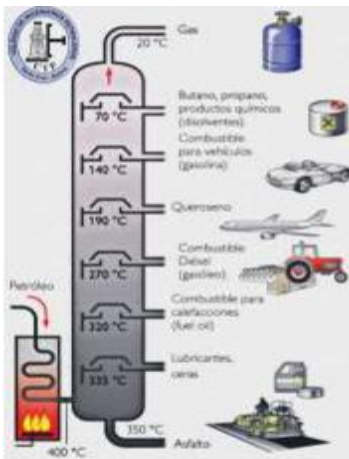 Gas
20 °C
Butano, propano,
productos químicos
(disolventes)
70 °C
Combustible
para vehículos
(gasolina)
140 °C
Queroseno
190 °C
Combustible
Diesel
(gasóleo)
270 °C
Petróleo
Combustible para
calefacciones
(fuel oil)
320 °C
Lubricantes,
ceras
335 °C
350 °C
Asfalto
400 °C